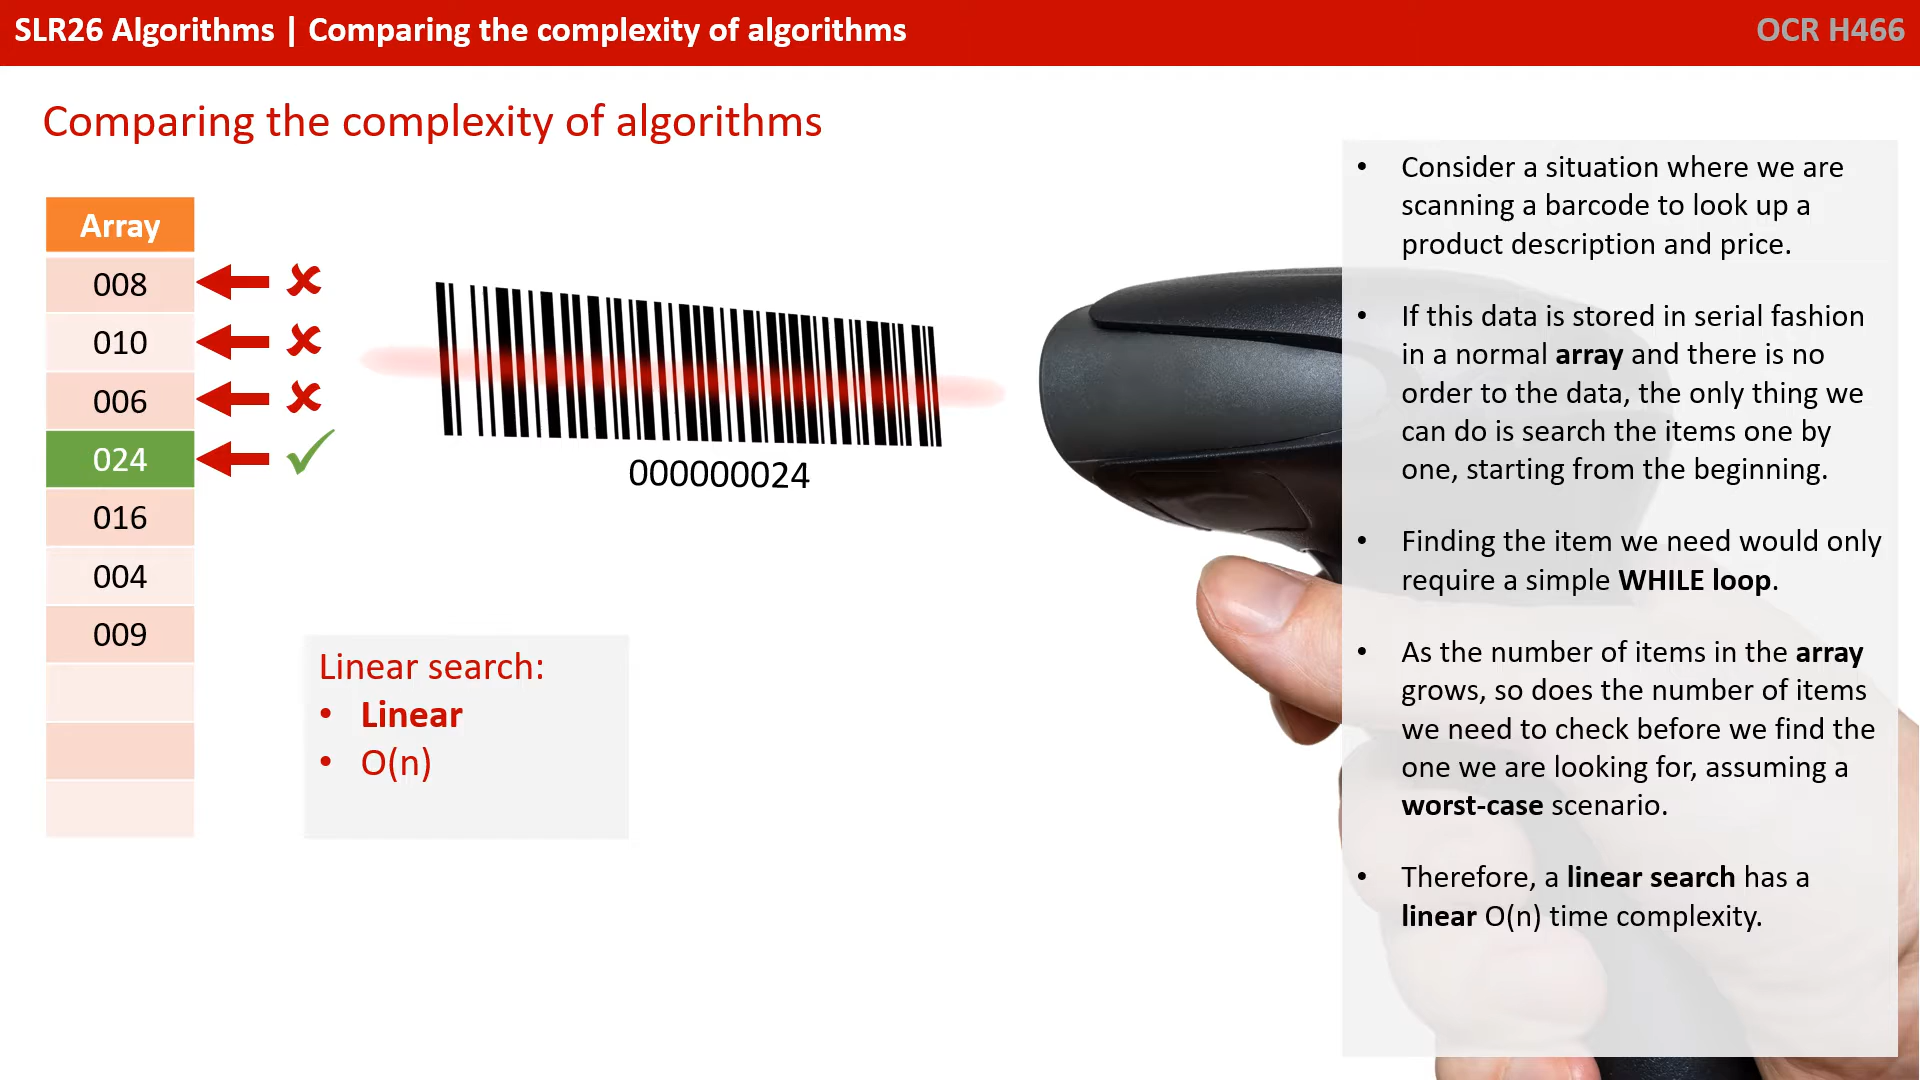 SLR26 Algorithms | Comparing the complexity of algorithms
OCR H466
Comparing the complexity of algorithms
Array
008
010
006
024
016
004
009
000000024
Linear search:
• Linear
• O(n)
• Consider a situation where we are
scanning a barcode to look up a
product description and price.
• If this data is stored in serial fashion
in a normal array and there is no
order to the data, the only thing we
can do is search the items one by
one, starting from the beginning.
• Finding the item we need would only
require a simple WHILE loop.
• As the number of items in the array
grows, so does the number of items
we need to check before we find the
one we are looking for, assuming a
worst-case scenario.
• Therefore, a linear search has a
linear O(n) time complexity.